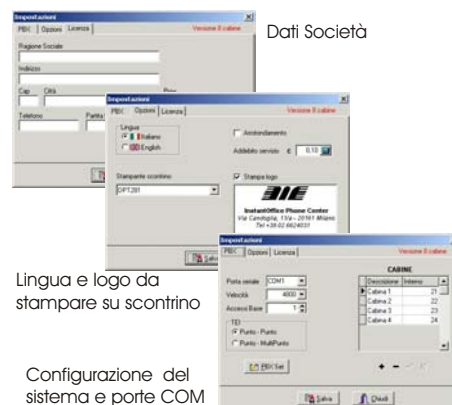 Impostazioni
PBX Opzioni Licenza
Versione 8 cabine
Ragione Sociale
Indirizzo
Cap Città Prov
Telefono Partita
Dati Società
Impostazioni
PBX Opzioni Licenza
Versione 8 cabine
Lingua
Italiano
English
Arrotondamento
Addebito servizio € 0,10
Stampante scontrino
DPT281
Stampa logo
InstantOffice Phone Center
Via Candoglia, 11/a - 20161 Milano
Tel +39.02.6624031
Salva
Lingua e logo da
stampare su scontrino
Impostazioni
PBX Opzioni Licenza
Versione 8 cabine
Porta seriale COM1
Velocità 4800
Accessi Base 1
TEI
Punto - Punto
Punto - MultiPunto
PBX Set
CABINE
Descrizione Interno
Cabina 1 21
Cabina 2 22
Cabina 3 23
Cabina 4 24
Salva Chiudi
Configurazione del
sistema e porte COM